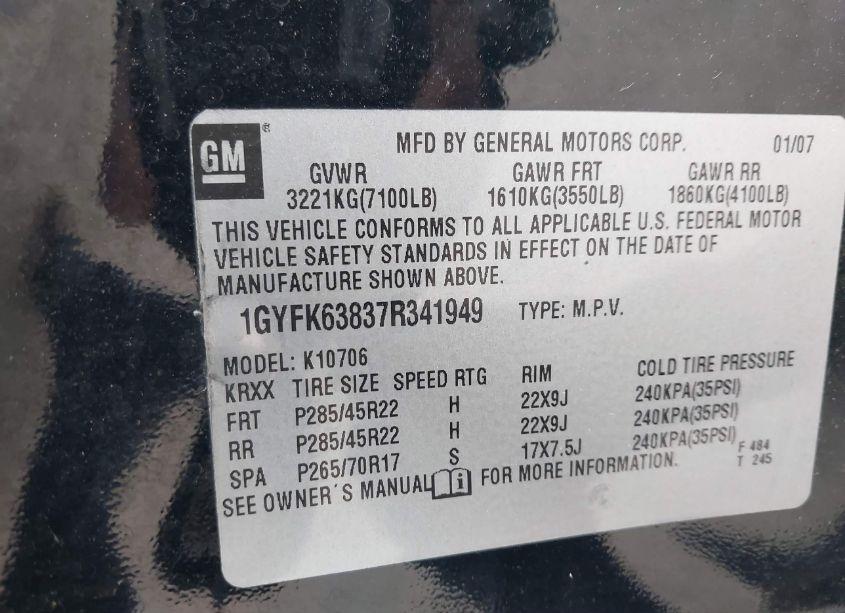 GM ® MFD BY GENERAL MOTORS CORP. 01/07
GVWR GAWR FRT GAWR RR
3221KG(7100LB) 1610KG(3550LB) 1860KG(4100LB)
THIS VEHICLE CONFORMS TO ALL APPLICABLE U.S. FEDERAL MOTOR
VEHICLE SAFETY STANDARDS IN EFFECT ON THE DATE OF
MANUFACTURE SHOWN ABOVE.
1GYFK63837R341949 TYPE: M.P.V.
MODEL: K10706
KRXX TIRE SIZE SPEED RTG RIM COLD TIRE PRESSURE
FRT P285/45R22 H 22X9J 240KPA(35PSI)
RR P285/45R22 H 22X9J 240KPA(35PSI)
SPA P265/70R17 S 17X7.5J 240KPA(35PSI)
SEE OWNER´S MANUAL i FOR MORE INFORMATION.
F 484
T 245